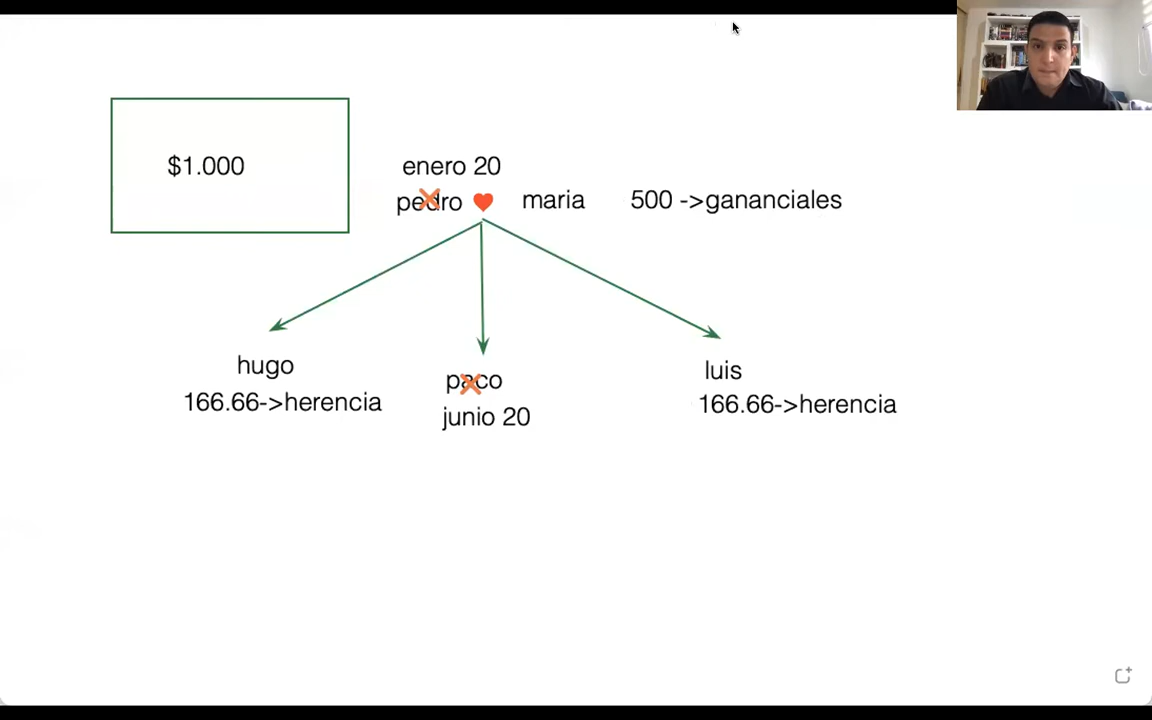 $1.000
enero 20
pedro
maria
500 ->gananciales
hugo
166.66->herencia
paco
junio 20
luis
166.66->herencia